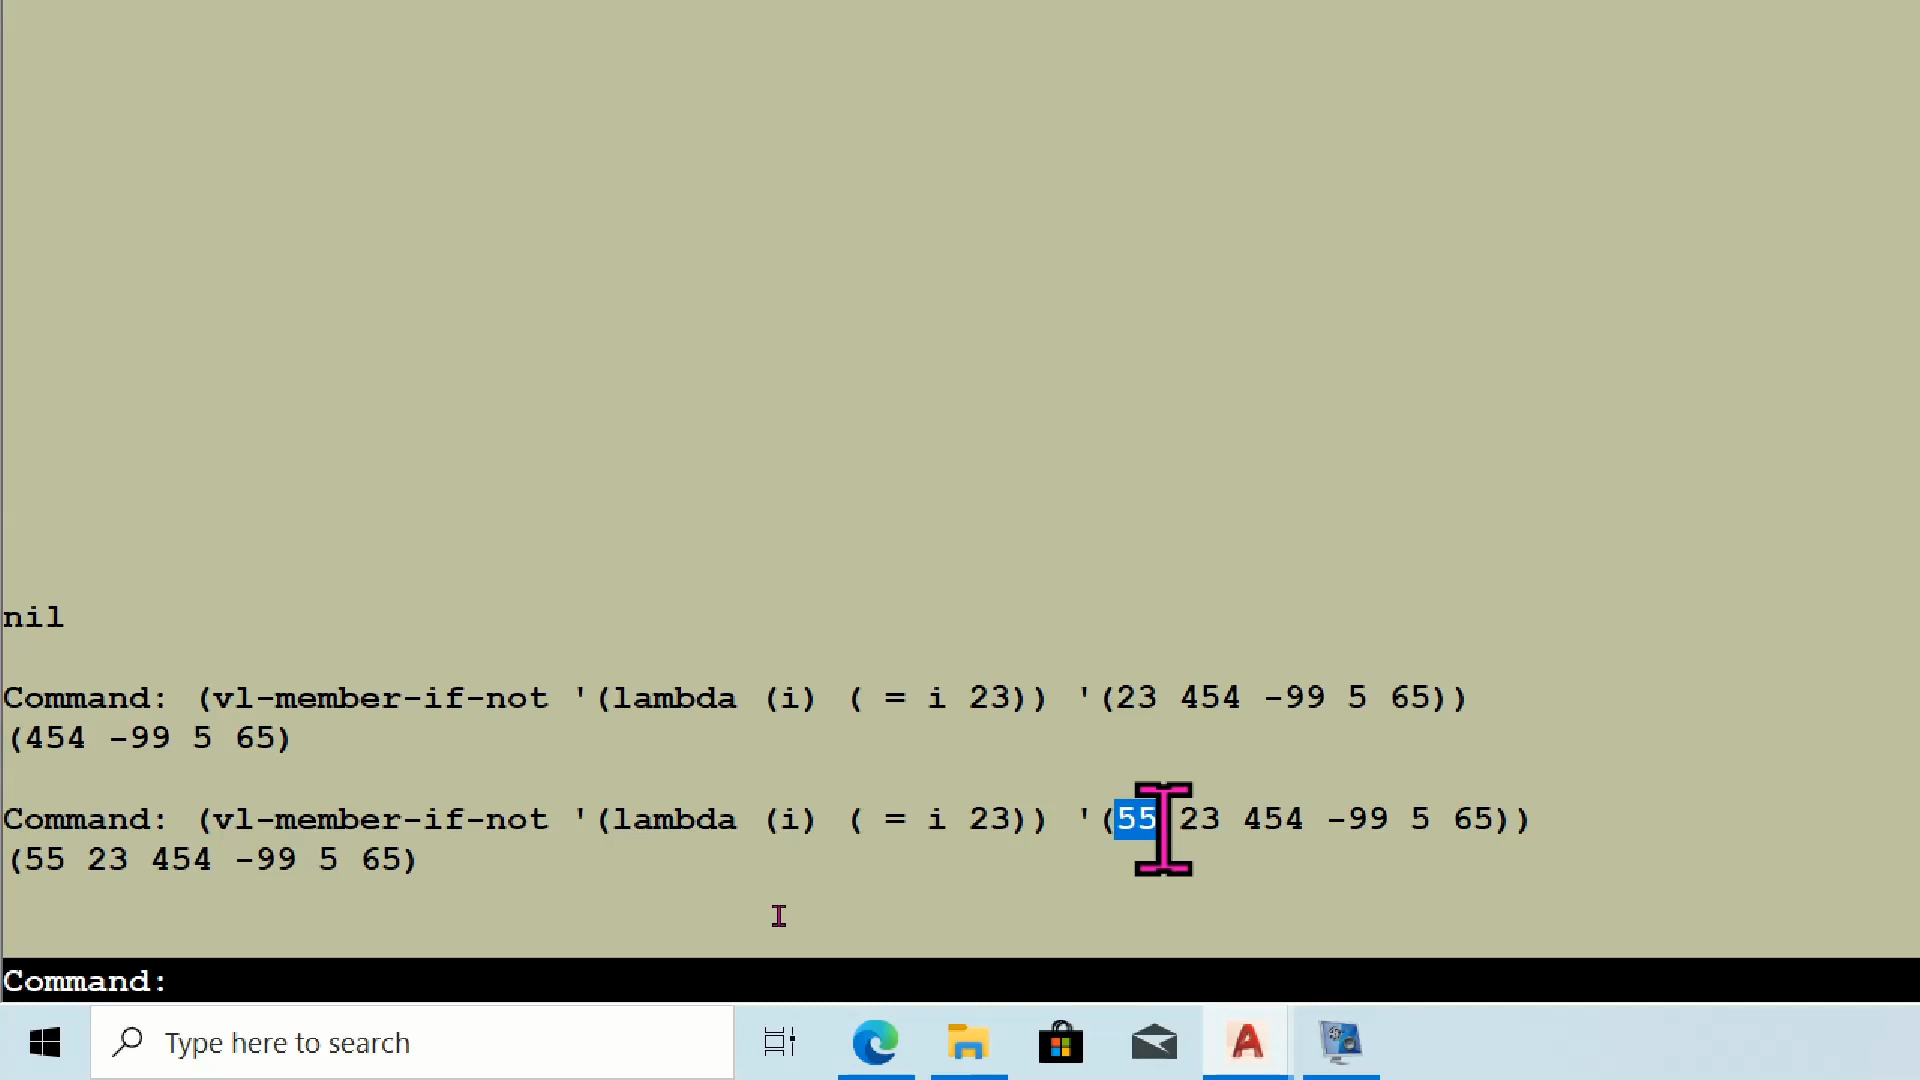 nil
Command: (vl-member-if-not '(lambda (i) ( = i 23)) '(23 454 -99 5 65))
(454 -99 5 65)
Command: (vl-member-if-not '(lambda (i) ( = i 23)) '(55 23 454 -99 5 65))
(55 23 454 -99 5 65)
Command:
Type here to search